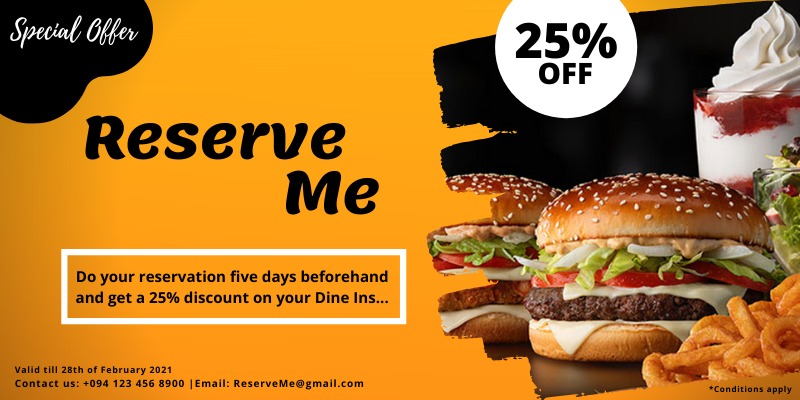 Special Offer
25%
OFF
Reserve
Me
Do your reservation five days beforehand
and get a 25% discount on your Dine Ins...
Valid till 28th of February 2021
Contact us: +094 123 456 8900 |Email: ReserveMe@gmail.com
*Conditions apply